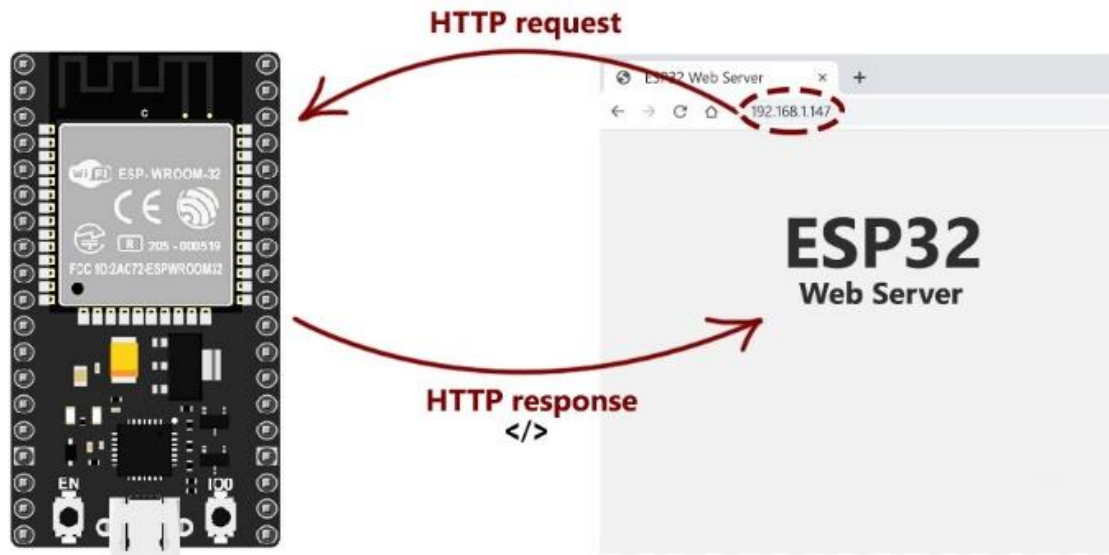 HTTP request
ESP32 Web Server
192.168.1.147
WiFi ESP-WROOM-32
CE
R 205-000519
FCC ID:2AC72-ESPWROOM32
ESP32
Web Server
HTTP response
</>
EN
IO0